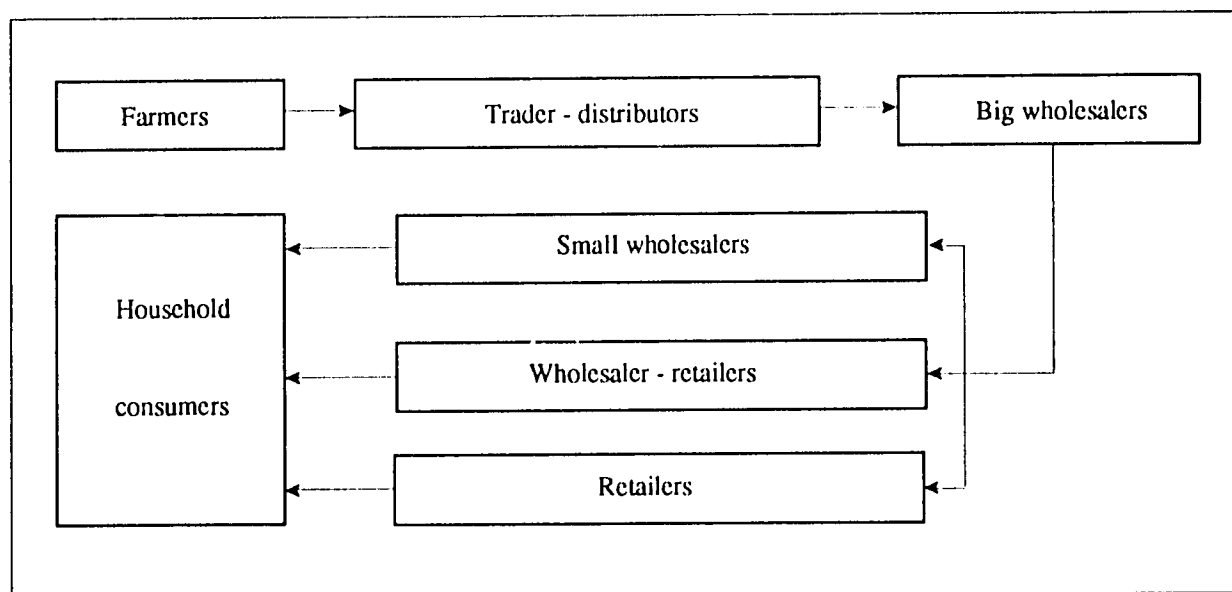 Farmers
Trader - distributors
Big wholesalers
Small wholesalers
Household
consumers
Wholesaler - retailers
Retailers